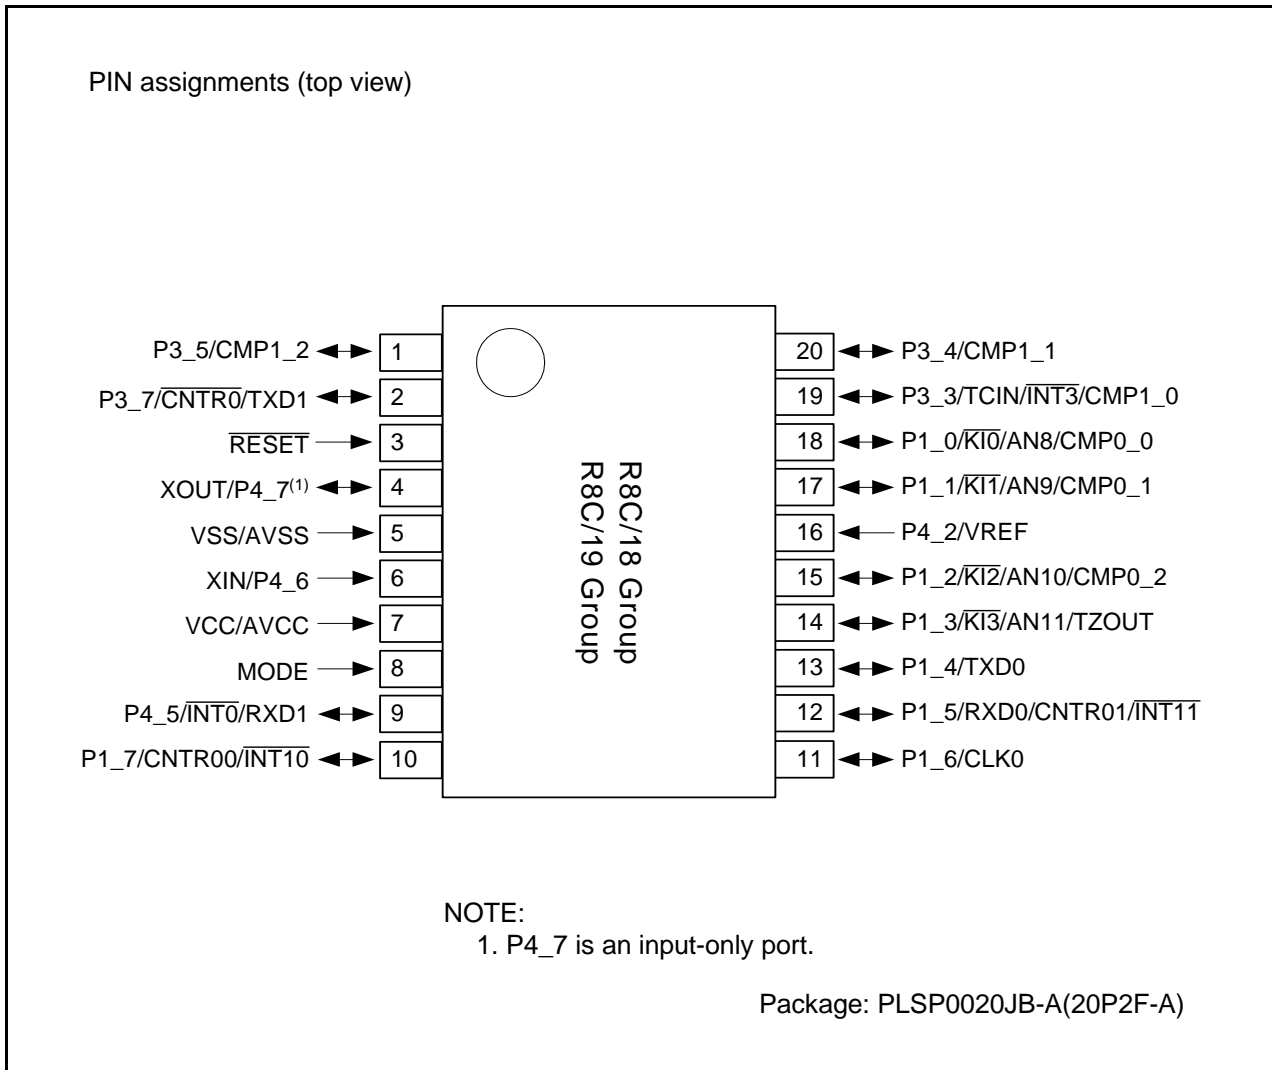 PIN assignments (top view)
P3_5/CMP1_2 1
P3_7/CNTR0/TXD1 2
RESET 3
XOUT/P4_7(1) 4
VSS/AVSS 5
XIN/P4_6 6
VCC/AVCC 7
MODE 8
P4_5/INT0/RXD1 9
P1_7/CNTR00/INT10 10
R8C/18 Group
R8C/19 Group
20 P3_4/CMP1_1
19 P3_3/TCIN/INT3/CMP1_0
18 P1_0/KI0/AN8/CMP0_0
17 P1_1/KI1/AN9/CMP0_1
16 P4_2/VREF
15 P1_2/KI2/AN10/CMP0_2
14 P1_3/KI3/AN11/TZOUT
13 P1_4/TXD0
12 P1_5/RXD0/CNTR01/INT11
11 P1_6/CLK0
NOTE:
1. P4_7 is an input-only port.
Package: PLSP0020JB-A(20P2F-A)